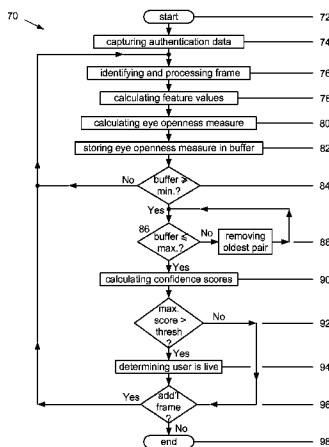 70
start
72
capturing authentication data
74
identifying and processing frame
76
calculating feature values
78
calculating eye openness measure
80
storing eye openness measure in buffer
82
No
buffer ≥
min.?
84
Yes
86
buffer ≤
max.?
No
removing
oldest pair
88
Yes
calculating confidence scores
90
max.
score >
thresh
?
No
92
Yes
determining user is live
94
Yes
add'l
frame
?
96
No
end
98